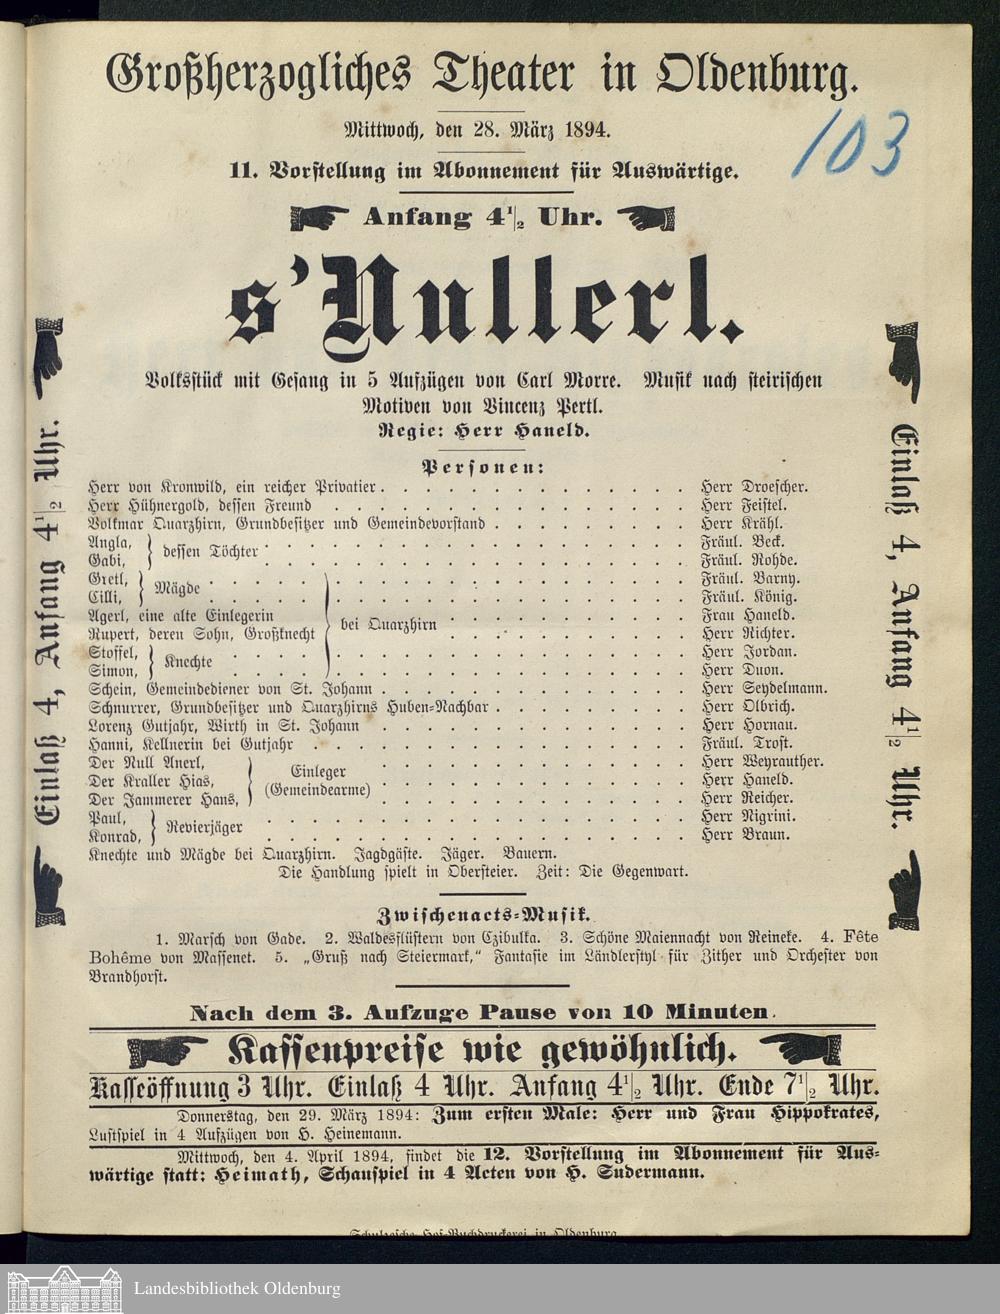 Großherzogliches Theater in Oldenburg.
Mittwoch, den 28. März 1894.
103
11. Vorstellung im Abonnement für Auswärtige.
Anfang 4½ Uhr.
s'Nullerl.
Volksstück mit Gesang in 5 Aufzügen von Carl Morre. Musik nach steirischen
Motiven von Vincenz Pertl.
Regie: Herr Haneld.
Personen:
Herr von Kronwild, ein reicher Privatier . . . . Herr Droescher.
Herr Hühnergold, dessen Freund . . . . Herr Feistel.
Volkmar Quarzhirn, Grundbesitzer und Gemeindevorstand . . . . Herr Krähl.
Angla, } dessen Töchter . . . . Fräul. Beck.
Gabi, } . . . . Fräul. Rohde.
Gretl, } Mägde . . . . Fräul. Barny.
Cilli, } . . . . Fräul. König.
Agerl, eine alte Einlegerin } bei Quarzhirn . . . . Frau Haneld.
Rupert, deren Sohn, Großknecht . . . . Herr Richter.
Stoffel, } Knechte . . . . Herr Jordan.
Simon, } . . . . Herr Duon.
Schein, Gemeindediener von St. Johann . . . . Herr Seydelmann.
Schnurrer, Grundbesitzer und Quarzhirns Huben-Nachbar . . . . Herr Olbrich.
Lorenz Gutjahr, Wirth in St. Johann . . . . Herr Hornau.
Hanni, Kellnerin bei Gutjahr . . . . Fräul. Trost.
Der Null Anerl, } Einleger . . . . Herr Weyrauther.
Der Kraller Hias, } (Gemeindearme) . . . . Herr Haneld.
Der Jammerer Hans, } . . . . Herr Reicher.
Paul, } Revierjäger . . . . Herr Nigrini.
Konrad, } . . . . Herr Braun.
Knechte und Mägde bei Quarzhirn. Jagdgäste. Jäger. Bauern.
Die Handlung spielt in Obersteier. Zeit: Die Gegenwart.
Zwischenacts-Musik.
1. Marsch von Gade. 2. Waldesflüstern von Czibulka. 3. Schöne Maiennacht von Reineke. 4. Fête
Bohême von Massenet. 5. „Gruß nach Steiermark,“ Fantasie im Ländlerstyl für Zither und Orchester von
Brandhorst.
Nach dem 3. Aufzuge Pause von 10 Minuten.
Kassenpreise wie gewöhnlich.
Kasseöffnung 3 Uhr. Einlaß 4 Uhr. Anfang 4½ Uhr. Ende 7½ Uhr.
Donnerstag, den 29. März 1894: Zum ersten Male: Herr und Frau Hippokrates,
Lustspiel in 4 Aufzügen von H. Heinemann.
Mittwoch, den 4. April 1894, findet die 12. Vorstellung im Abonnement für Aus-
wärtige statt: Heimath, Schauspiel in 4 Acten von H. Sudermann.
Schulzesche Hof-Buchdruckerei in Oldenburg
Einlaß 4, Anfang 4½ Uhr.
Einlaß 4, Anfang 4½ Uhr.
Landesbibliothek Oldenburg